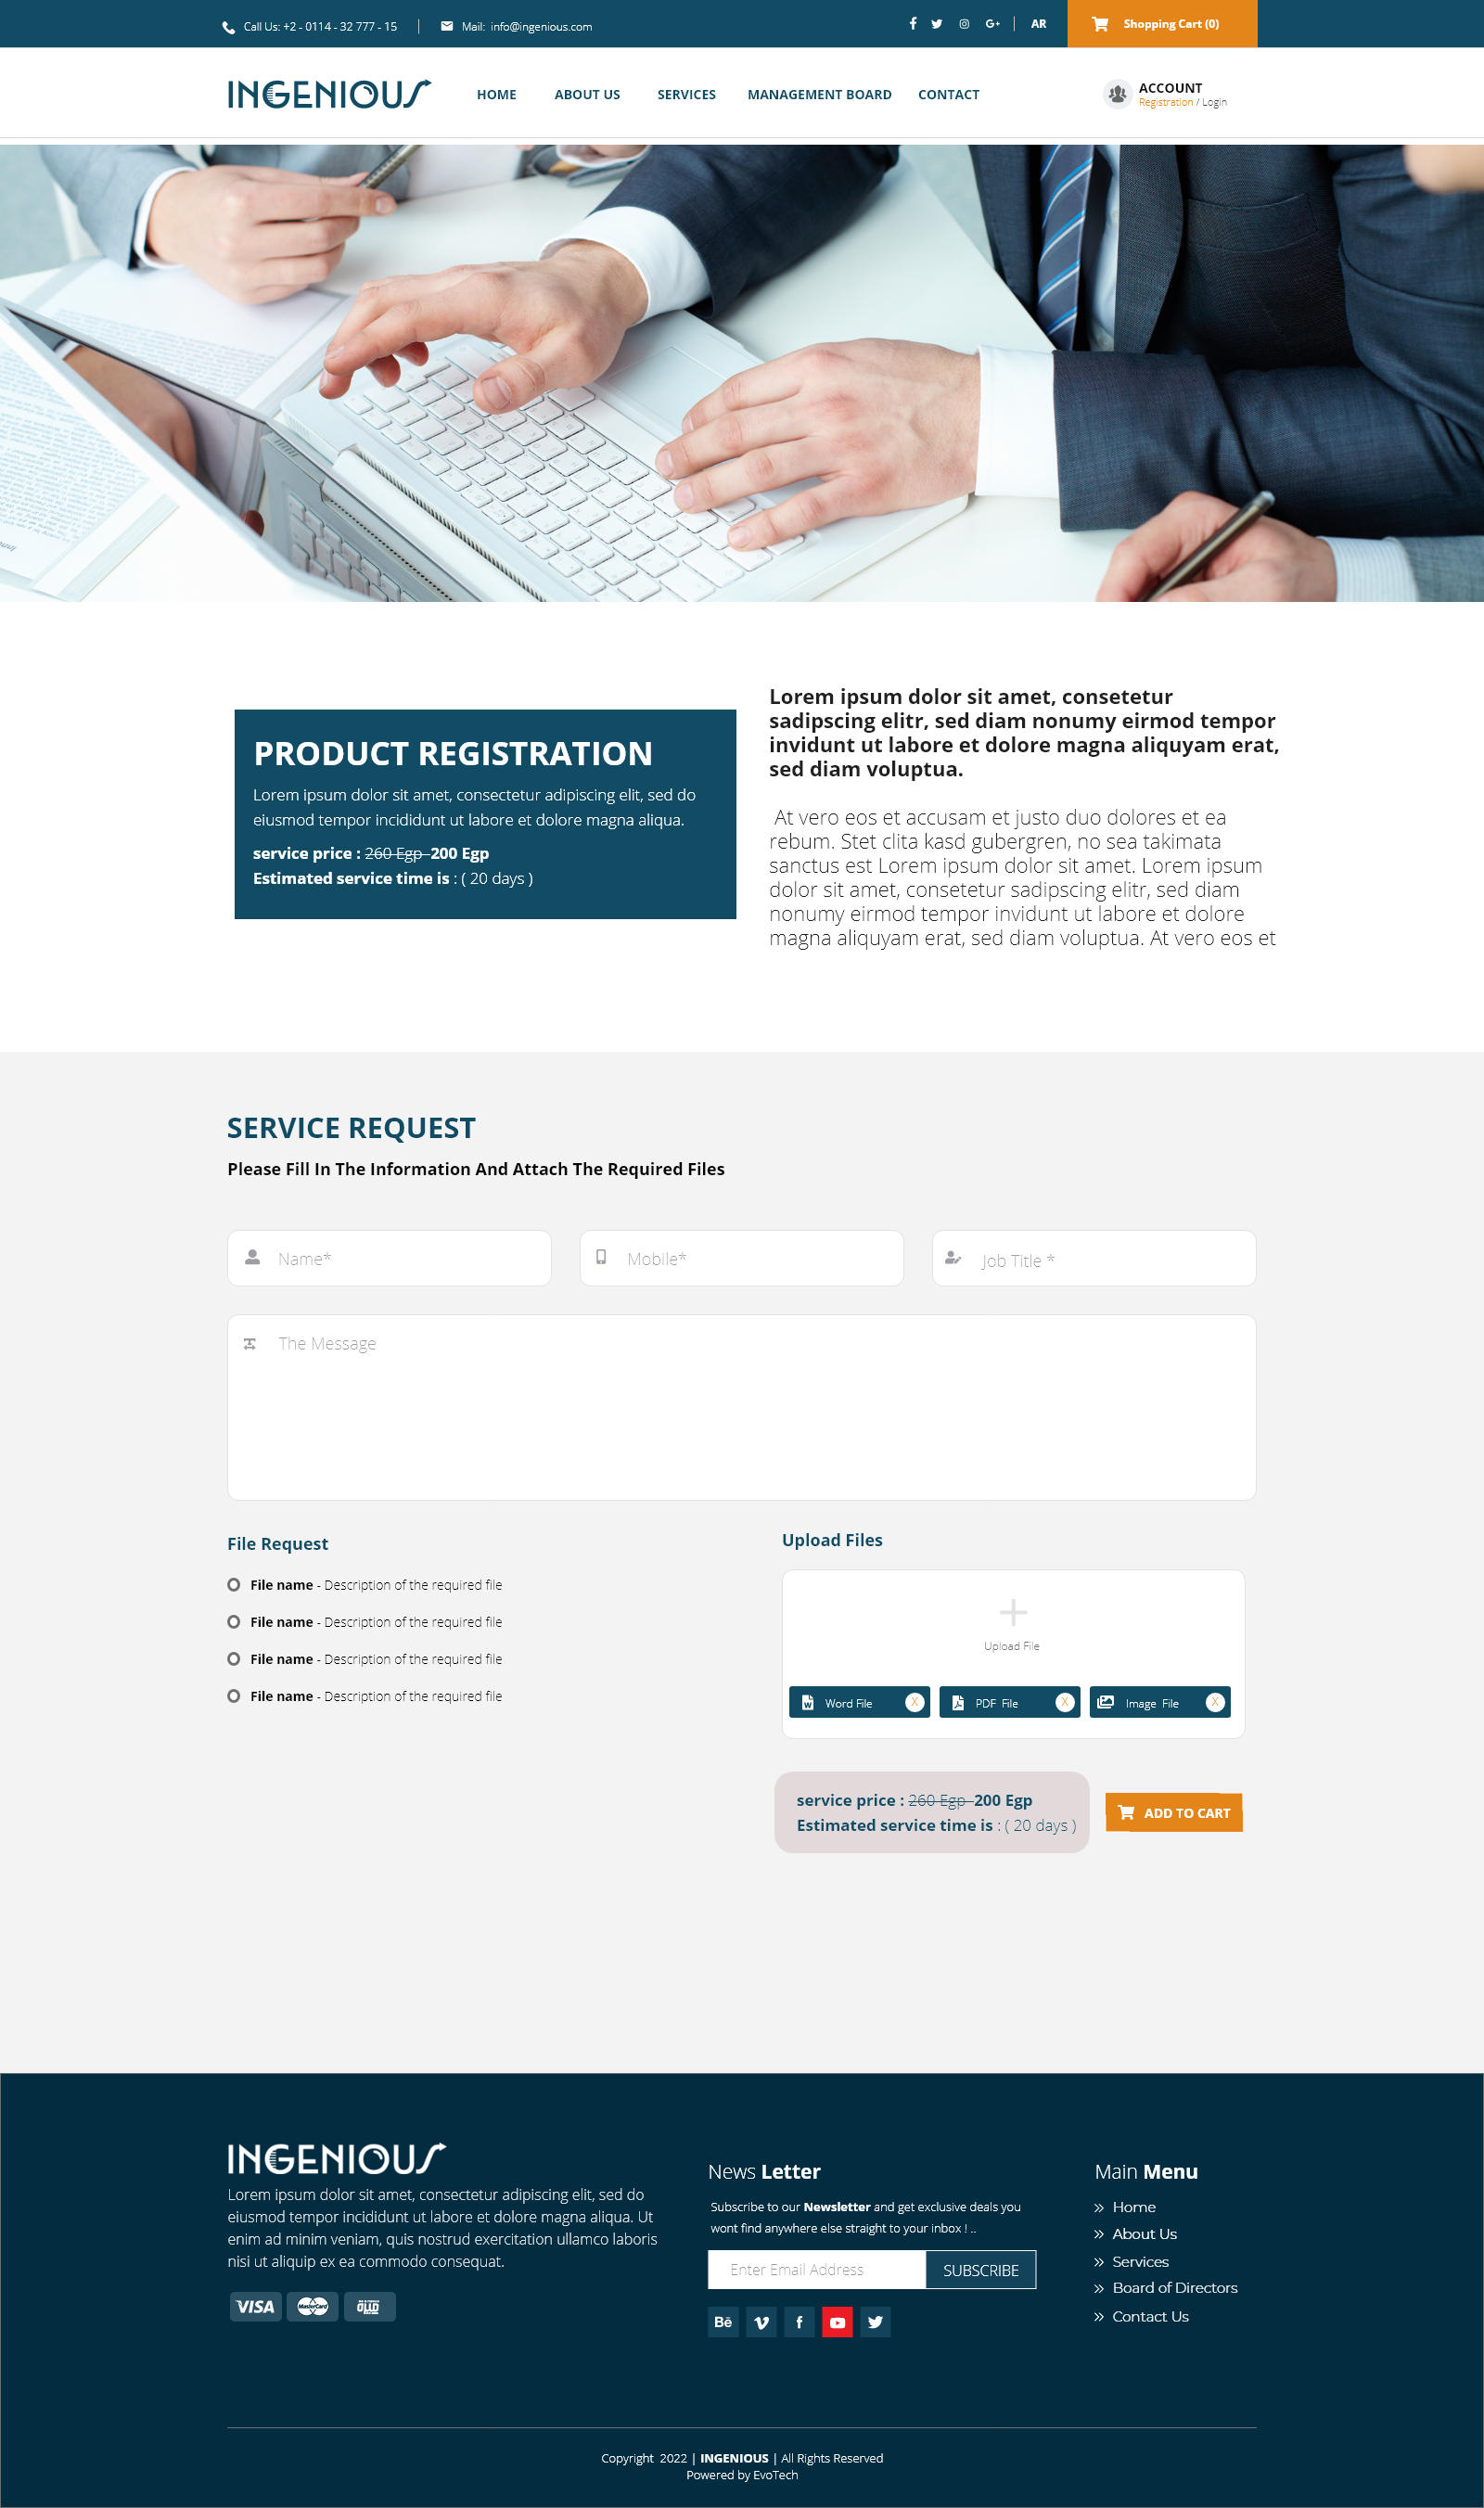 Call Us: +2 - 0114 - 32 777 - 15
Mail: info@ingenious.com
AR
Shopping Cart (0)
INGENIOUS
HOME
ABOUT US
SERVICES
MANAGEMENT BOARD
CONTACT
ACCOUNT
Registration / Login
PRODUCT REGISTRATION
Lorem ipsum dolor sit amet, consectetur adipiscing elit, sed do
eiusmod tempor incididunt ut labore et dolore magna aliqua.
service price : 260 Egp 200 Egp
Estimated service time is : ( 20 days )
Lorem ipsum dolor sit amet, consetetur
sadipscing elitr, sed diam nonumy eirmod tempor
invidunt ut labore et dolore magna aliquyam erat,
sed diam voluptua.
At vero eos et accusam et justo duo dolores et ea
rebum. Stet clita kasd gubergren, no sea takimata
sanctus est Lorem ipsum dolor sit amet. Lorem ipsum
dolor sit amet, consetetur sadipscing elitr, sed diam
nonumy eirmod tempor invidunt ut labore et dolore
magna aliquyam erat, sed diam voluptua. At vero eos et
SERVICE REQUEST
Please Fill In The Information And Attach The Required Files
Name*
Mobile*
Job Title *
The Message
File Request
File name - Description of the required file
File name - Description of the required file
File name - Description of the required file
File name - Description of the required file
Upload Files
Upload File
Word File X
PDF File X
Image File X
service price : 260 Egp 200 Egp
Estimated service time is : ( 20 days )
ADD TO CART
INGENIOUS
Lorem ipsum dolor sit amet, consectetur adipiscing elit, sed do
eiusmod tempor incididunt ut labore et dolore magna aliqua. Ut
enim ad minim veniam, quis nostrud exercitation ullamco laboris
nisi ut aliquip ex ea commodo consequat.
VISA
MasterCard
News Letter
Subscribe to our Newsletter and get exclusive deals you
wont find anywhere else straight to your inbox ! ..
Enter Email Address
SUBSCRIBE
Bē
Main Menu
Home
About Us
Services
Board of Directors
Contact Us
Copyright 2022 | INGENIOUS | All Rights Reserved
Powered by EvoTech